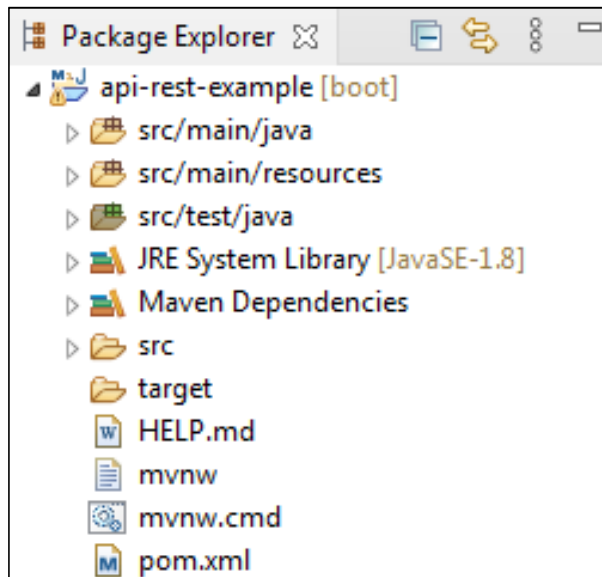 Package Explorer
api-rest-example [boot]
src/main/java
src/main/resources
src/test/java
JRE System Library [JavaSE-1.8]
Maven Dependencies
src
target
HELP.md
mvnw
mvnw.cmd
pom.xml